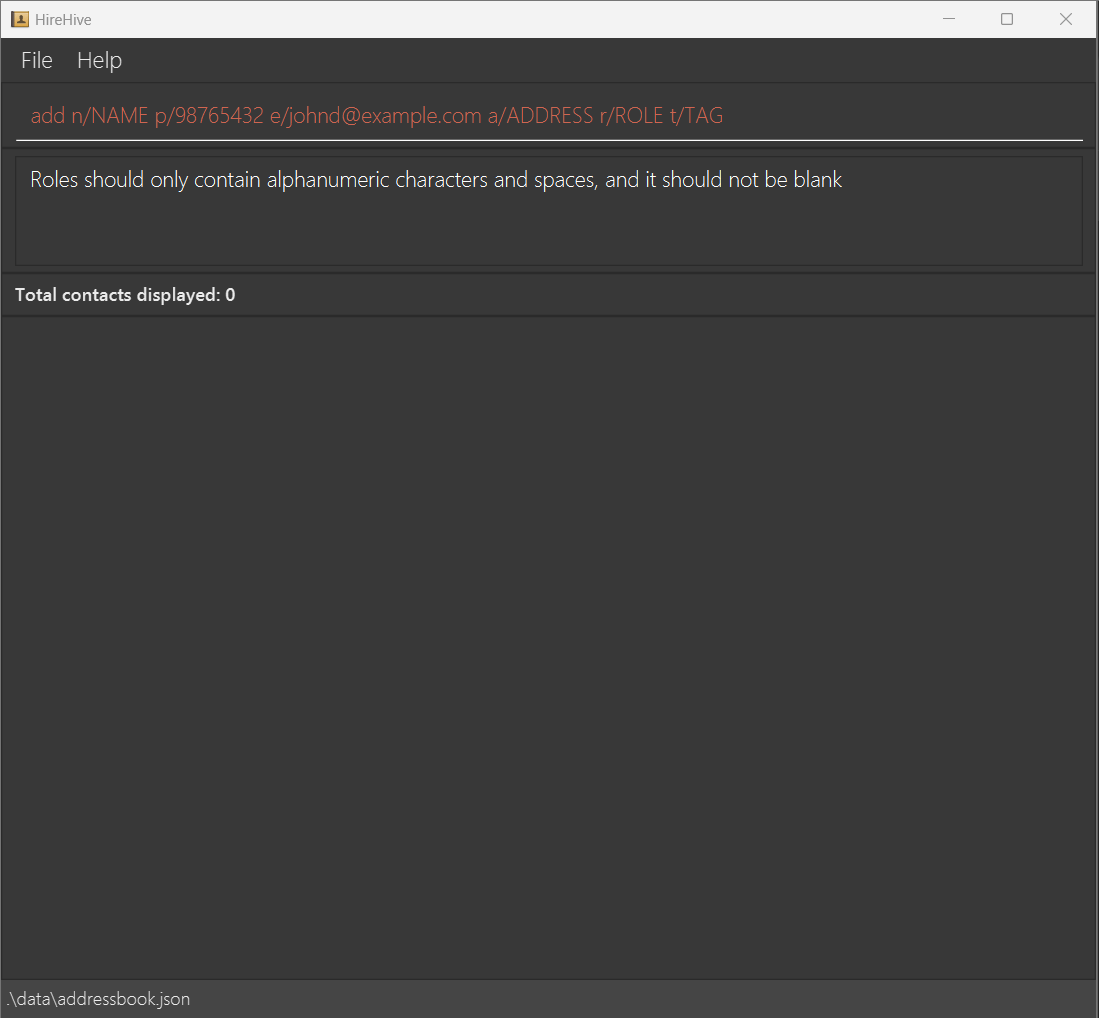 HireHive
File Help
add n/NAME p/98765432 e/johnd@example.com a/ADDRESS r/ROLE t/TAG
Roles should only contain alphanumeric characters and spaces, and it should not be blank
Total contacts displayed: 0
.\data\addressbook.json